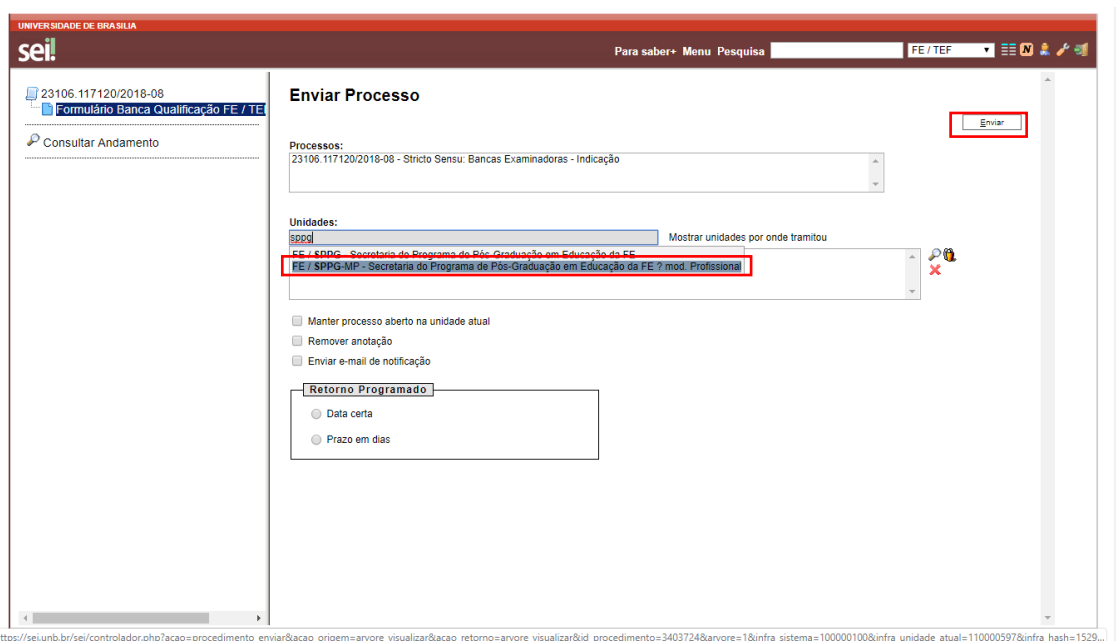 UNIVERSIDADE DE BRASILIA
sei!
Para saber+ Menu Pesquisa
FE / TEF
N
23106.117120/2018-08
Formulário Banca Qualificação FE / TEF
Consultar Andamento
Enviar Processo
Enviar
Processos:
23106.117120/2018-08 - Stricto Sensu: Bancas Examinadoras - Indicação
Unidades:
sppg
Mostrar unidades por onde tramitou
FE / SPPG - Secretaria do Programa de Pós-Graduação em Educação da FE
FE / SPPG-MP - Secretaria do Programa de Pós-Graduação em Educação da FE ? mod. Profissional
Manter processo aberto na unidade atual
Remover anotação
Enviar e-mail de notificação
Retorno Programado
Data certa
Prazo em dias
ttps://sei.unb.br/sei/controlador.php?acao=procedimento_enviar&acao_origem=arvore_visualizar&acao_retorno=arvore_visualizar&id_procedimento=3403724&arvore=1&infra_sistema=100000100&infra_unidade_atual=110000597&infra_hash=1529...